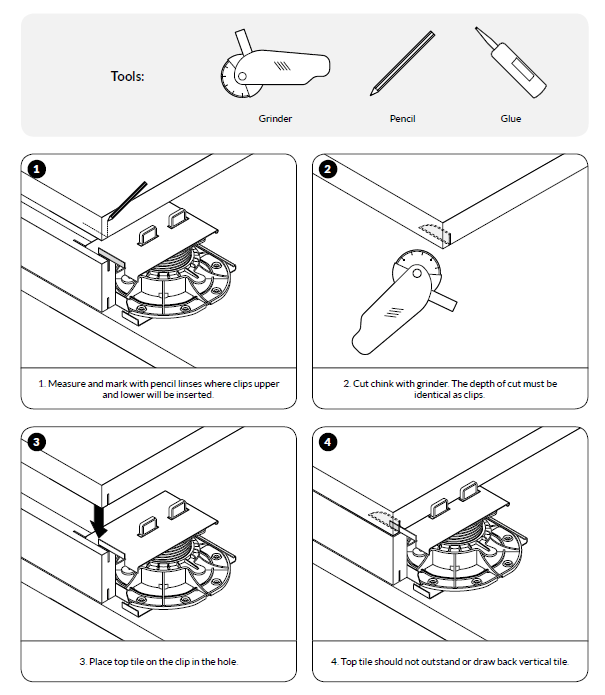 Tools:
Grinder
Pencil
Glue
1
1. Measure and mark with pencil linses where clips upper
and lower will be inserted.
2
2. Cut chink with grinder. The depth of cut must be
identical as clips.
3
3. Place top tile on the clip in the hole.
4
4. Top tile should not outstand or draw back vertical tile.